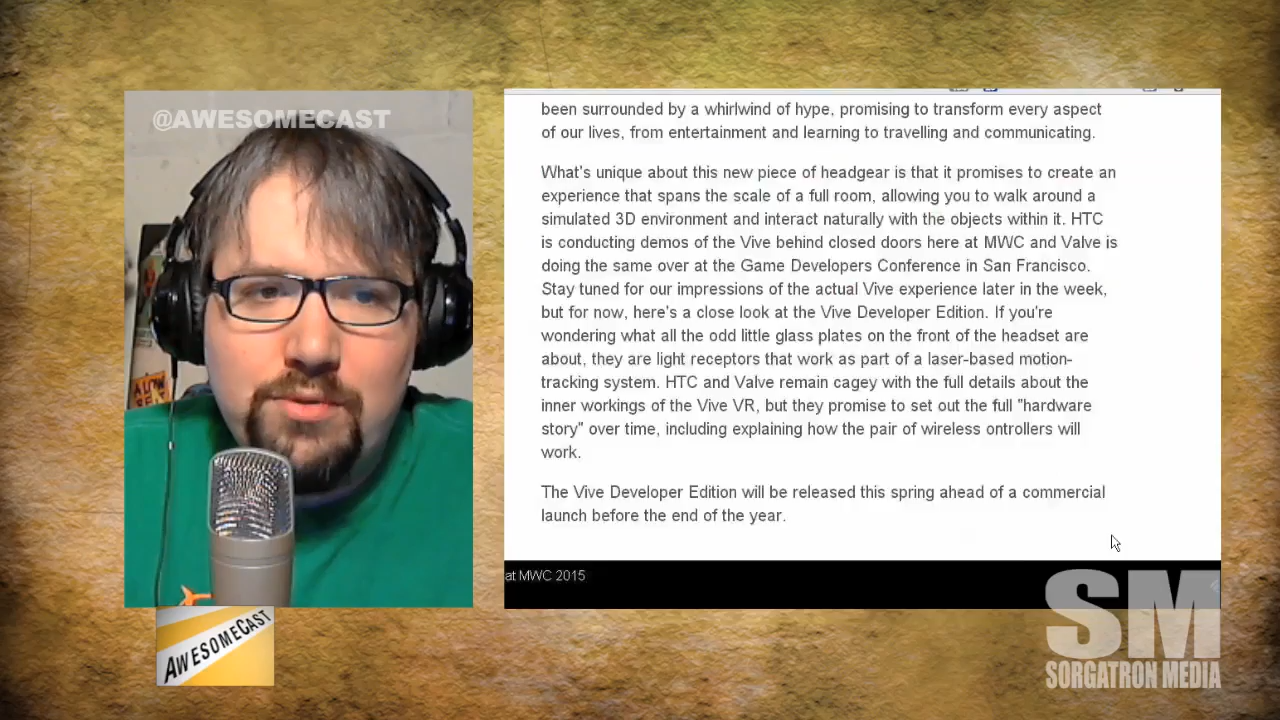 @AWESOMECAST
been surrounded by a whirlwind of hype, promising to transform every aspect
of our lives, from entertainment and learning to travelling and communicating.
What's unique about this new piece of headgear is that it promises to create an
experience that spans the scale of a full room, allowing you to walk around a
simulated 3D environment and interact naturally with the objects within it. HTC
is conducting demos of the Vive behind closed doors here at MWC and Valve is
doing the same over at the Game Developers Conference in San Francisco.
Stay tuned for our impressions of the actual Vive experience later in the week,
but for now, here's a close look at the Vive Developer Edition. If you're
wondering what all the odd little glass plates on the front of the headset are
about, they are light receptors that work as part of a laser-based motion-
tracking system. HTC and Valve remain cagey with the full details about the
inner workings of the Vive VR, but they promise to set out the full "hardware
story" over time, including explaining how the pair of wireless ontrollers will
work.
The Vive Developer Edition will be released this spring ahead of a commercial
launch before the end of the year.
at MWC 2015
AWESOMECAST
SM
SORGATRON MEDIA